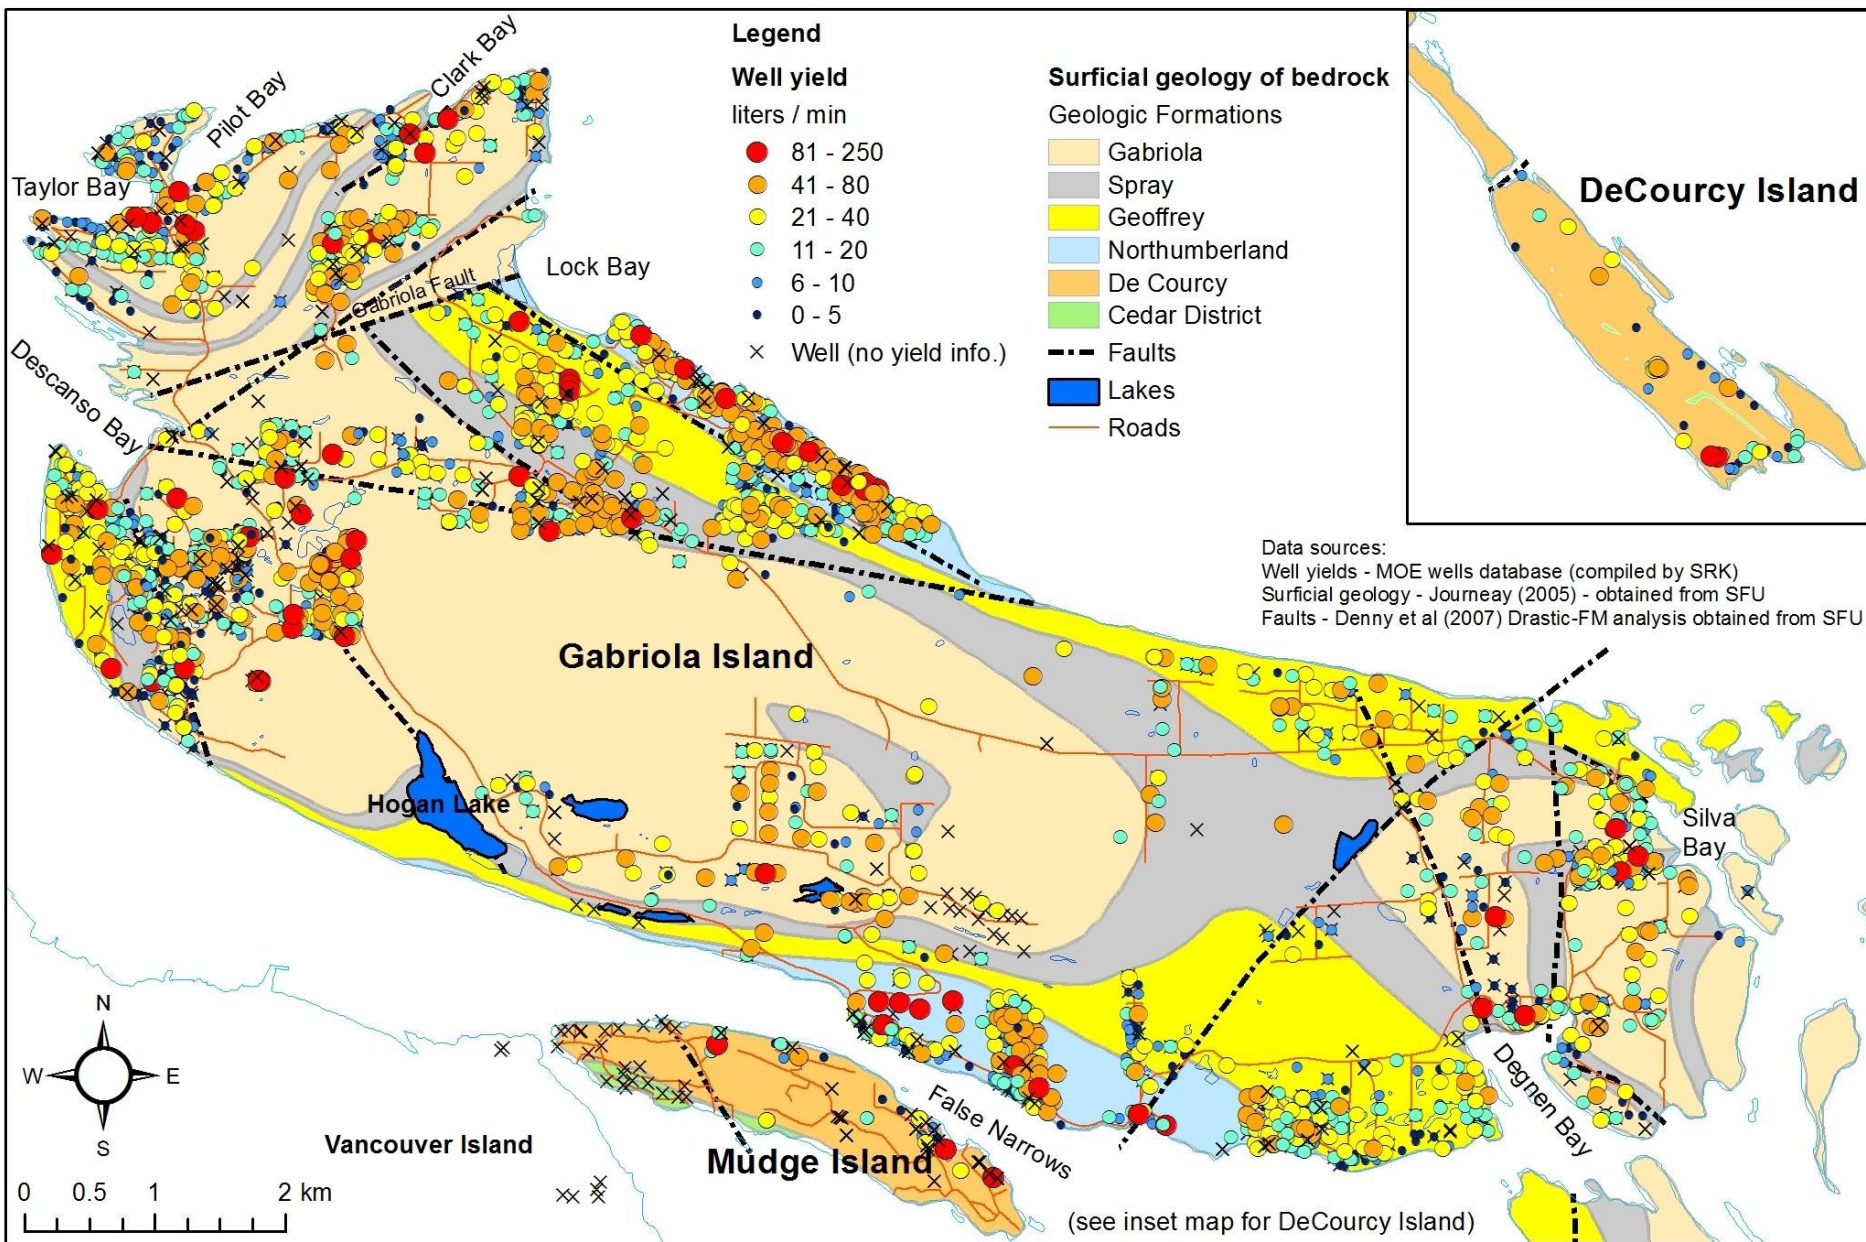 Legend
Well yield
liters / min
81 - 250
41 - 80
21 - 40
11 - 20
6 - 10
0 - 5
Well (no yield info.)
Surficial geology of bedrock
Geologic Formations
Gabriola
Spray
Geoffrey
Northumberland
De Courcy
Cedar District
Faults
Lakes
Roads
DeCourcy Island
Clark Bay
Pilot Bay
Taylor Bay
Lock Bay
Gabriola Fault
Descanso Bay
Data sources:
Well yields - MOE wells database (compiled by SRK)
Surficial geology - Journeay (2005) - obtained from SFU
Faults - Denny et al (2007) Drastic-FM analysis obtained from SFU
Gabriola Island
Hogan Lake
Silva
Bay
N
W E
S
Degnen Bay
False Narrows
Vancouver Island
Mudge Island
0 0.5 1 2 km
(see inset map for DeCourcy Island)